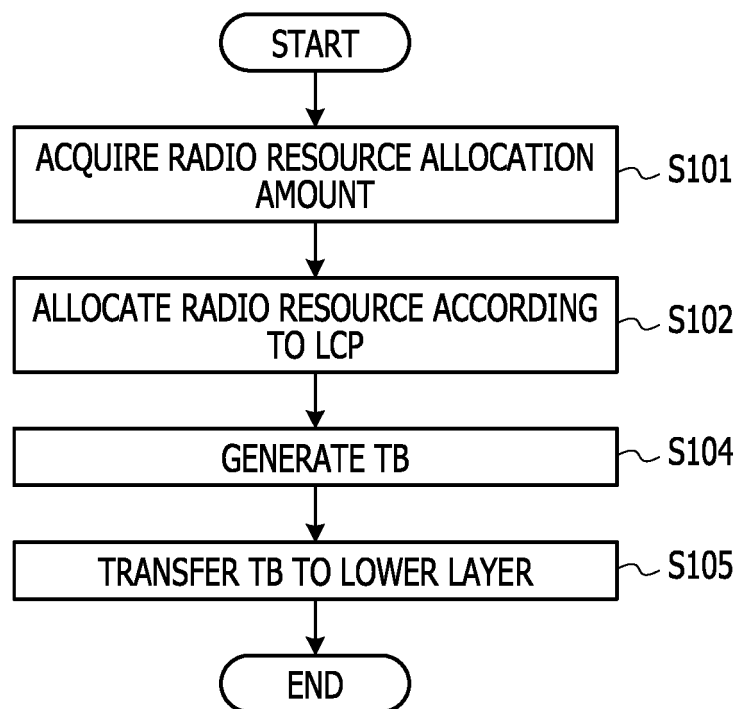 START
ACQUIRE RADIO RESOURCE ALLOCATION
AMOUNT
S101
ALLOCATE RADIO RESOURCE ACCORDING
TO LCP
S102
GENERATE TB
S104
TRANSFER TB TO LOWER LAYER
S105
END